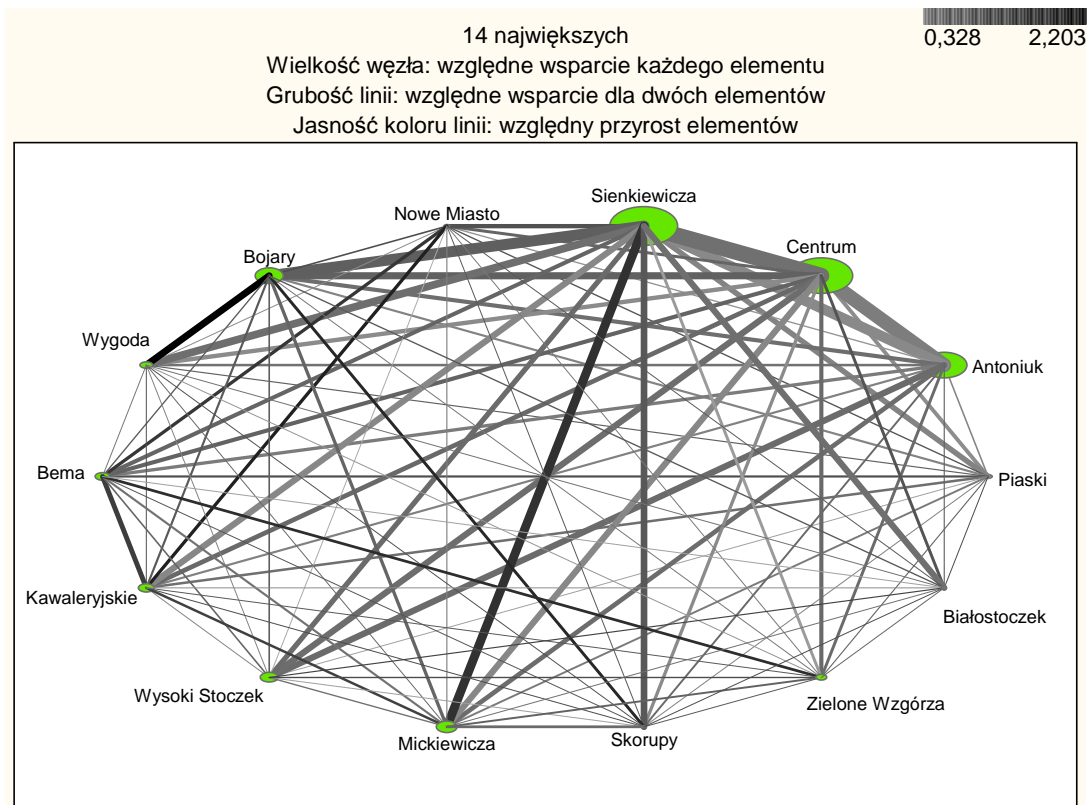 14 największych
Wielkość węzła: względne wsparcie każdego elementu
Grubość linii: względne wsparcie dla dwóch elementów
Jasność koloru linii: względny przyrost elementów
0,328 2,203
Sienkiewicza
Nowe Miasto
Centrum
Bojary
Wygoda
Antoniuk
Bema
Piaski
Kawaleryjskie
Białostoczek
Wysoki Stoczek
Zielone Wzgórza
Mickiewicza
Skorupy